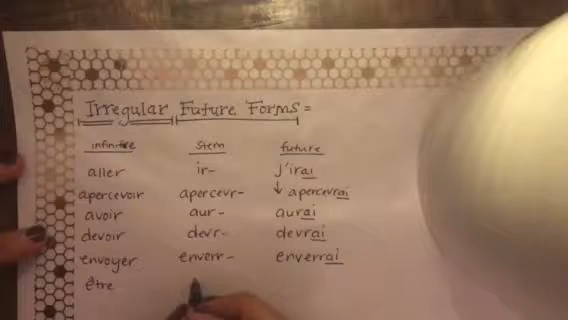 Irregular Future Forms =
infinitive stem future
aller ir- j'irai
apercevoir apercevr- ↓ apercevrai
avoir aur- aurai
devoir devr- devrai
envoyer enverr- enverrai
être